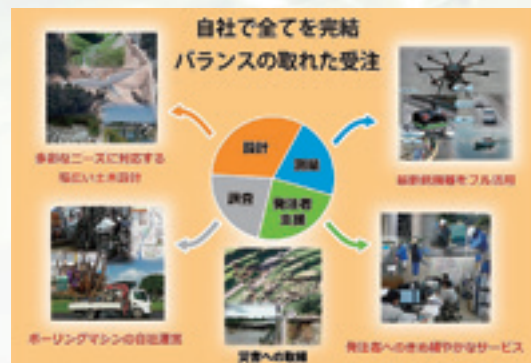 自社で全てを完結
バランスの取れた受注
多彩なニーズに対応する
幅広い土木設計
最新鋭機器をフル活用
設計
測量
調査
発注者
支援
ボーリングマシンの自社運営
災害への取組
発注者へのきめ細やかなサービス